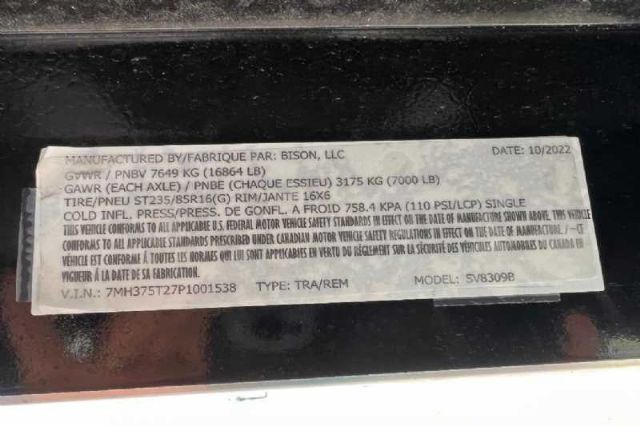 MANUFACTURED BY/FABRIQUE PAR: BISON, LLC DATE: 10/2022
GVWR / PNBV 7649 KG (16864 LB)
GAWR (EACH AXLE) / PNBE (CHAQUE ESSIEU) 3175 KG (7000 LB)
TIRE/PNEU ST235/85R16(G) RIM/JANTE 16X6
COLD INFL. PRESS/PRESS. DE GONFL. A FROID 758.4 KPA (110 PSI/LCP) SINGLE
THIS VEHICLE CONFORMS TO ALL APPLICABLE U.S. FEDERAL MOTOR VEHICLE SAFETY STANDARDS IN EFFECT ON THE DATE OF MANUFACTURE SHOWN ABOVE. /
THIS VEHICLE CONFORMS TO ALL APPLICABLE STANDARDS PRESCRIBED UNDER CANADIAN MOTOR VEHICLE SAFETY REGULATIONS IN EFFECT ON THE DATE OF MANUFACTURE. /—CE
VEHICULE EST CONFORME À TOUTES LES NORMES QUI LUI SONT APPLICABLES EN VERTU DU RÈGLEMENT SUR LA SÉCURITÉ DES VÉHICULES AUTOMOBILES DU CANADA EN
VIGUEUR À LA DATE DE SA FABRICATION.
V.I.N.: 7MH375T27P1001538 TYPE: TRA/REM MODEL: SV8309B